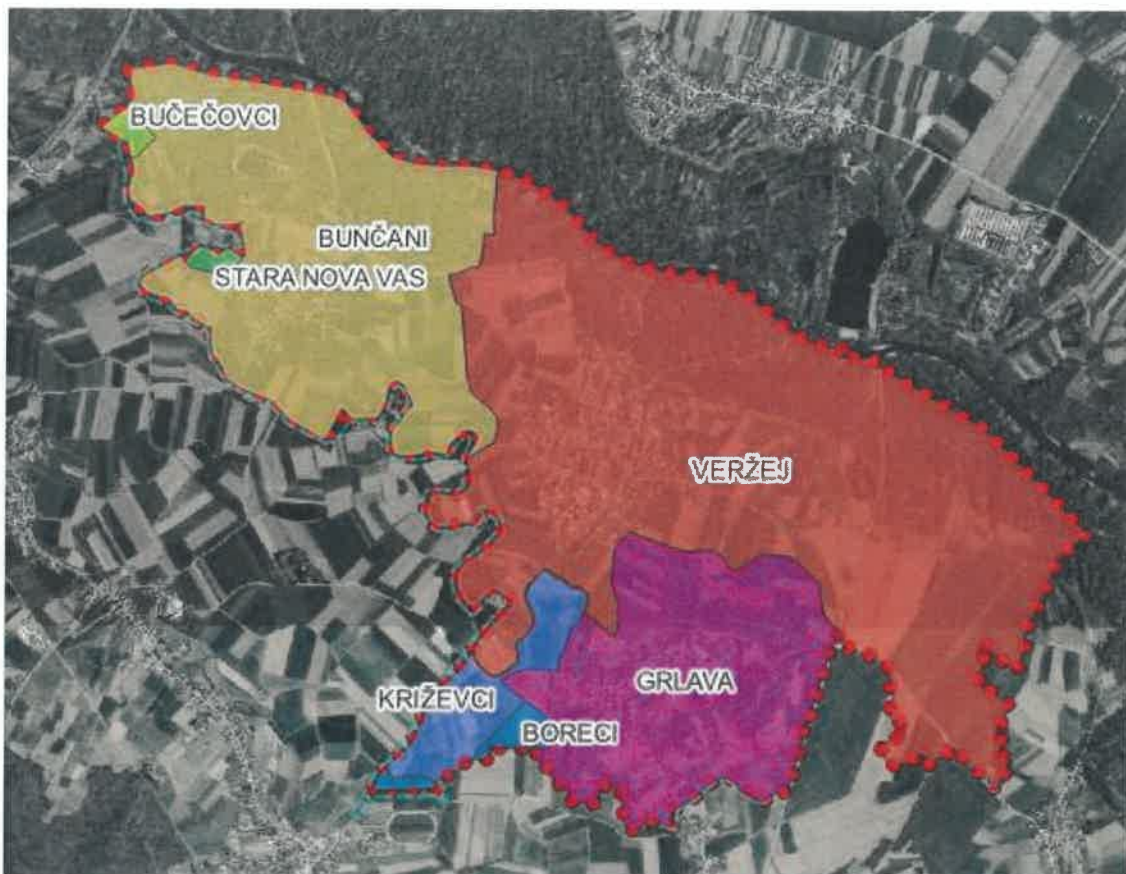 BUČEČOVCI
BUNČANI
STARA NOVA VAS
VERŽEJ
GRLAVA
KRIŽEVCI
BORECI